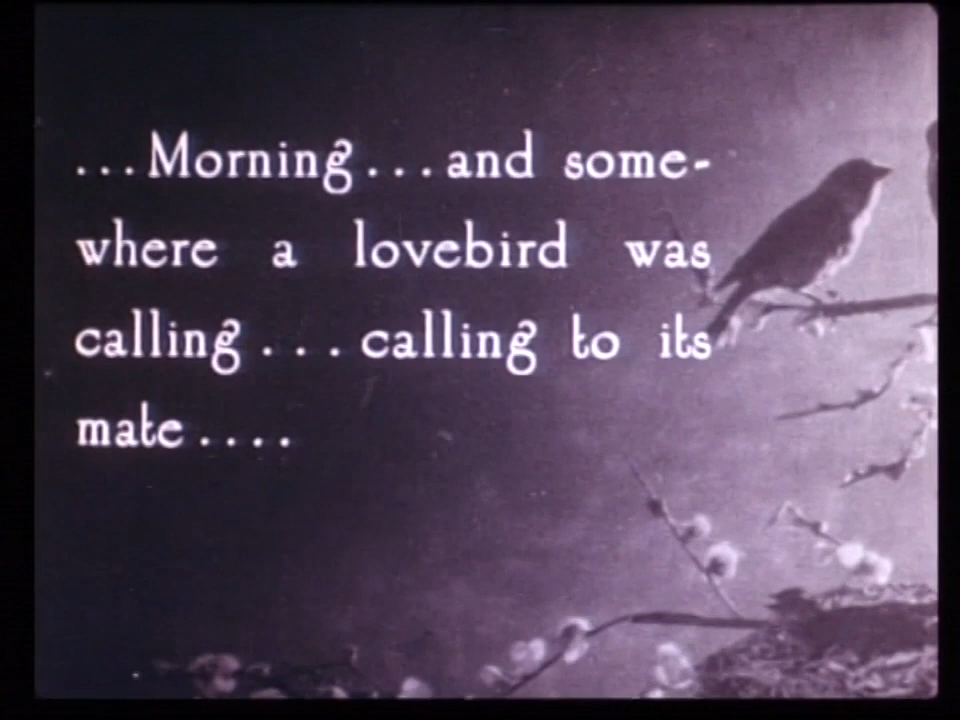 ...Morning...and some-
where a lovebird was
calling...calling to its
mate....